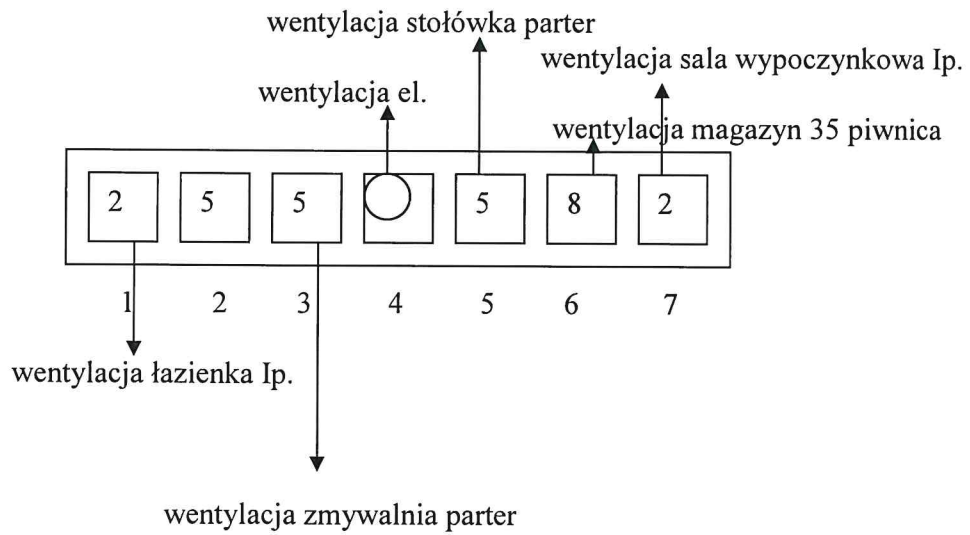 wentylacja stołówka parter
wentylacja sala wypoczynkowa Ip.
wentylacja el.
wentylacja magazyn 35 piwnica
2 5 5 5 8 2
1 2 3 4 5 6 7
wentylacja łazienka Ip.
wentylacja zmywalnia parter